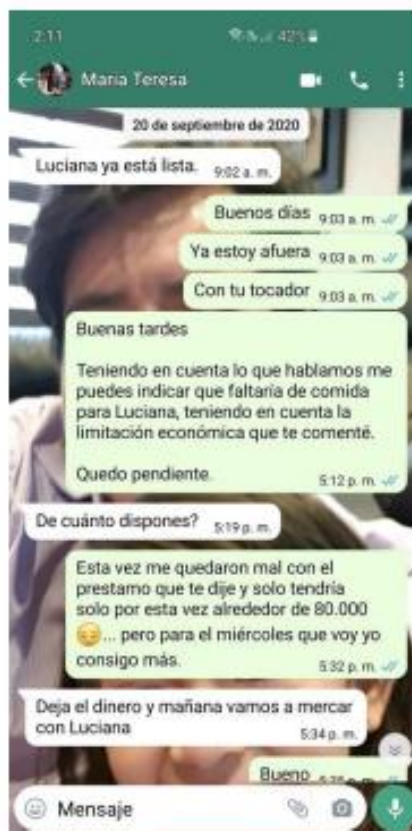 2:11 42%
Maria Teresa
20 de septiembre de 2020
Luciana ya está lista. 9:02 a. m.
Buenos días 9:03 a. m.
Ya estoy afuera 9:03 a. m.
Con tu tocador 9:03 a. m.
Buenas tardes
Teniendo en cuenta lo que hablamos me
puedes indicar que faltaría de comida
para Luciana, teniendo en cuenta la
limitación económica que te comenté.
Quedo pendiente. 5:12 p. m.
De cuánto dispones? 5:19 p. m.
Esta vez me quedaron mal con el
prestamo que te dije y solo tendría
solo por esta vez alrededor de 80.000
😔... pero para el miércoles que voy yo
consigo más. 5:32 p. m.
Deja el dinero y mañana vamos a mercar
con Luciana 5:34 p. m.
Bueno
Mensaje